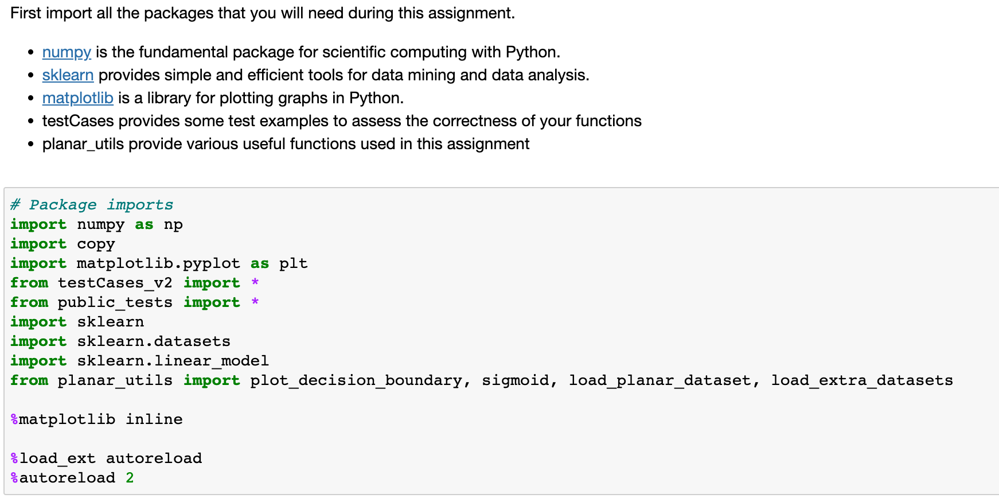 First import all the packages that you will need during this assignment.
• numpy is the fundamental package for scientific computing with Python.
• sklearn provides simple and efficient tools for data mining and data analysis.
• matplotlib is a library for plotting graphs in Python.
• testCases provides some test examples to assess the correctness of your functions
• planar_utils provide various useful functions used in this assignment
# Package imports
import numpy as np
import copy
import matplotlib.pyplot as plt
from testCases_v2 import *
from public_tests import *
import sklearn
import sklearn.datasets
import sklearn.linear_model
from planar_utils import plot_decision_boundary, sigmoid, load_planar_dataset, load_extra_datasets
%matplotlib inline
%load_ext autoreload
%autoreload 2